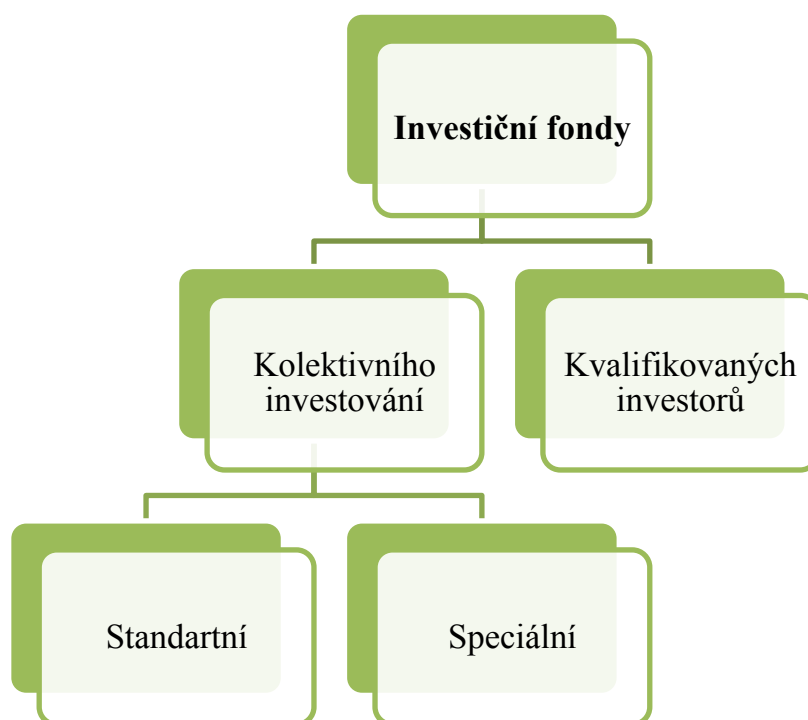 Investiční fondy
Kolektivního
investování
Kvalifikovaných
investorů
Standartní
Speciální